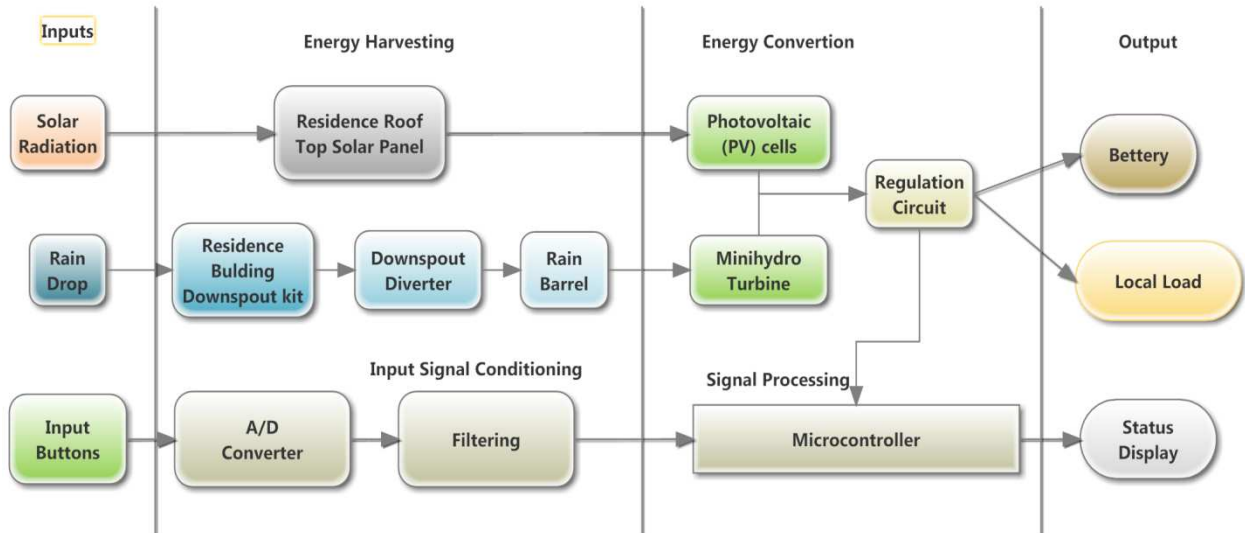 Inputs
Energy Harvesting
Energy Convertion
Output
Solar
Radiation
Residence Roof
Top Solar Panel
Photovoltaic
(PV) cells
Regulation
Circuit
Bettery
Rain
Drop
Residence
Bulding
Downspout kit
Downspout
Diverter
Rain
Barrel
Minihydro
Turbine
Local Load
Input Signal Conditioning
Signal Processing
Input
Buttons
A/D
Converter
Filtering
Microcontroller
Status
Display